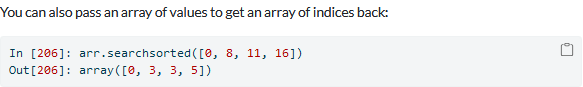 You can also pass an array of values to get an array of indices back:
In [206]: arr.searchsorted([0, 8, 11, 16])
Out[206]: array([0, 3, 3, 5])